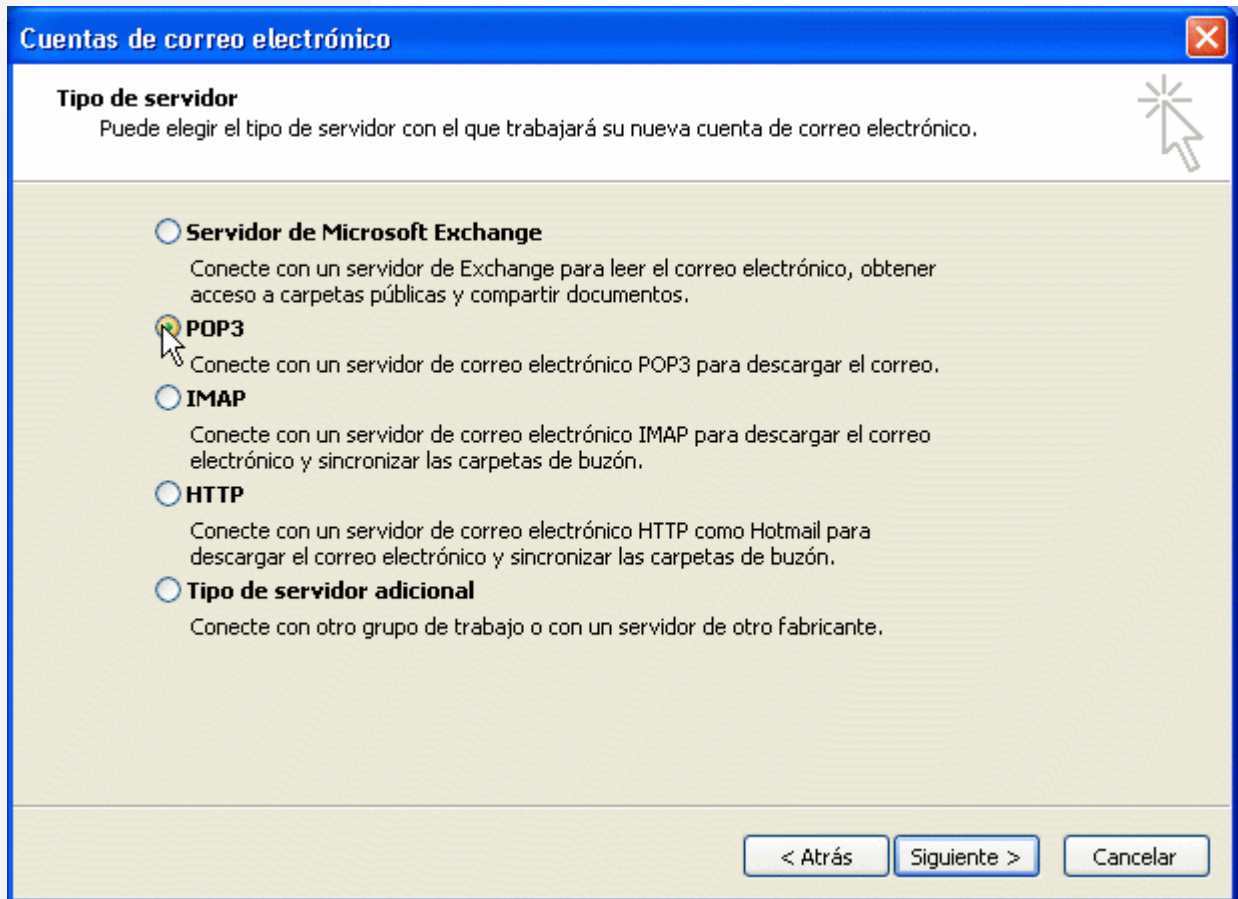 Cuentas de correo electrónico
Tipo de servidor
Puede elegir el tipo de servidor con el que trabajará su nueva cuenta de correo electrónico.
Servidor de Microsoft Exchange
Conecte con un servidor de Exchange para leer el correo electrónico, obtener
acceso a carpetas públicas y compartir documentos.
POP3
Conecte con un servidor de correo electrónico POP3 para descargar el correo.
IMAP
Conecte con un servidor de correo electrónico IMAP para descargar el correo
electrónico y sincronizar las carpetas de buzón.
HTTP
Conecte con un servidor de correo electrónico HTTP como Hotmail para
descargar el correo electrónico y sincronizar las carpetas de buzón.
Tipo de servidor adicional
Conecte con otro grupo de trabajo o con un servidor de otro fabricante.
< Atrás Siguiente > Cancelar